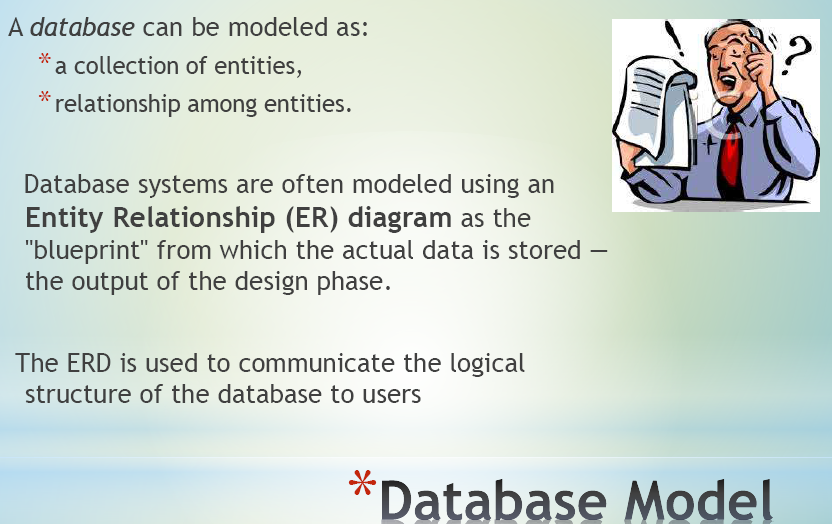 A database can be modeled as:
* a collection of entities,
* relationship among entities.
Database systems are often modeled using an
Entity Relationship (ER) diagram as the
"blueprint" from which the actual data is stored —
the output of the design phase.
The ERD is used to communicate the logical
structure of the database to users
*Database Model